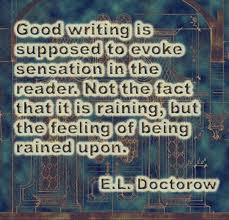 Good writing is
supposed to evoke
sensation in the
reader. Not the fact
that it is raining, but
the feeling of being
rained upon.
E.L. Doctorow